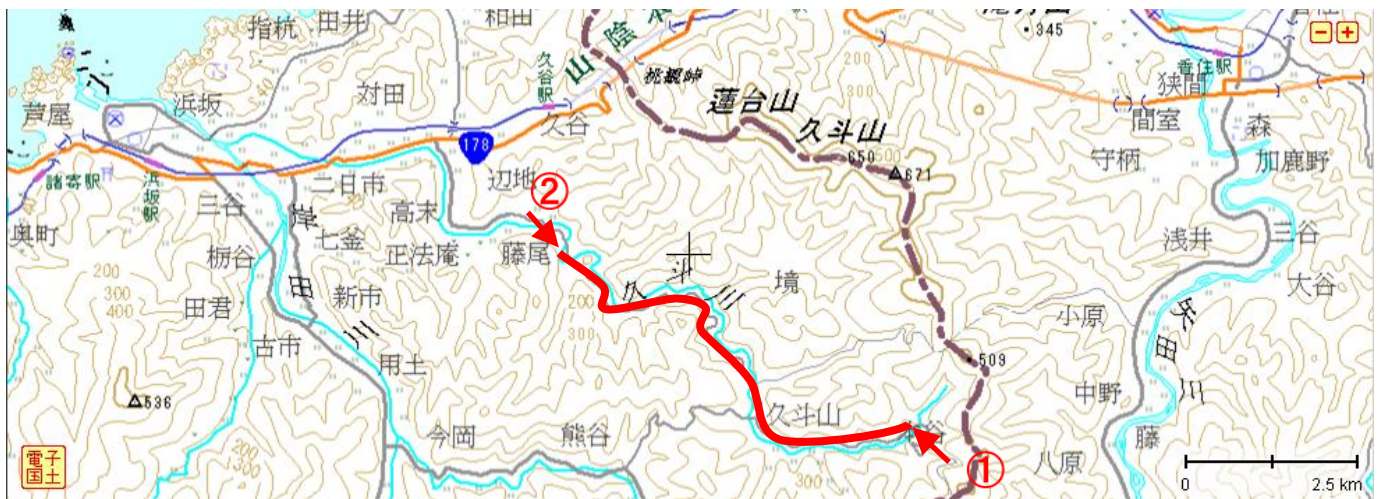 指杭
田井
和田
345
香住駅
芦屋
浜坂
対田
久谷駅
山陰本
桃観峠
蓮台山
久斗山
狭間
間室
森
178
久谷
650
671
守柄
加鹿野
諸寄駅
浜坂駅
二日市
辺地
②
三谷
高末
奥町
栃谷
七釜
正法庵
藤尾
境
浅井
三谷
大谷
岸田川
久斗川
矢田川
200
300
400
田君
新市
200
300
小原
古市
用土
509
中野
536
今岡
熊谷
久斗山
①
八原
藤
電子国土
0
2.5 km